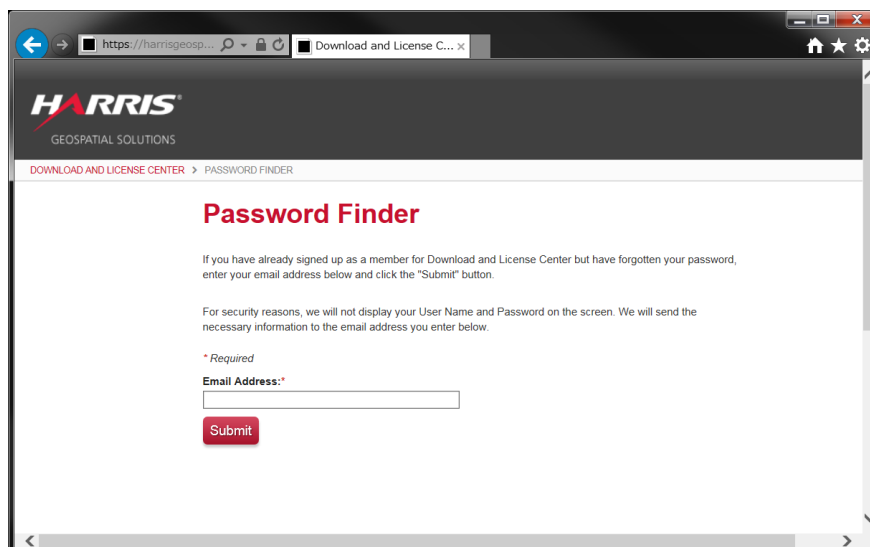 https://harrisgeosp...
Download and License C...
HARRIS®
GEOSPATIAL SOLUTIONS
DOWNLOAD AND LICENSE CENTER > PASSWORD FINDER
Password Finder
If you have already signed up as a member for Download and License Center but have forgotten your password,
enter your email address below and click the "Submit" button.
For security reasons, we will not display your User Name and Password on the screen. We will send the
necessary information to the email address you enter below.
* Required
Email Address:*
Submit